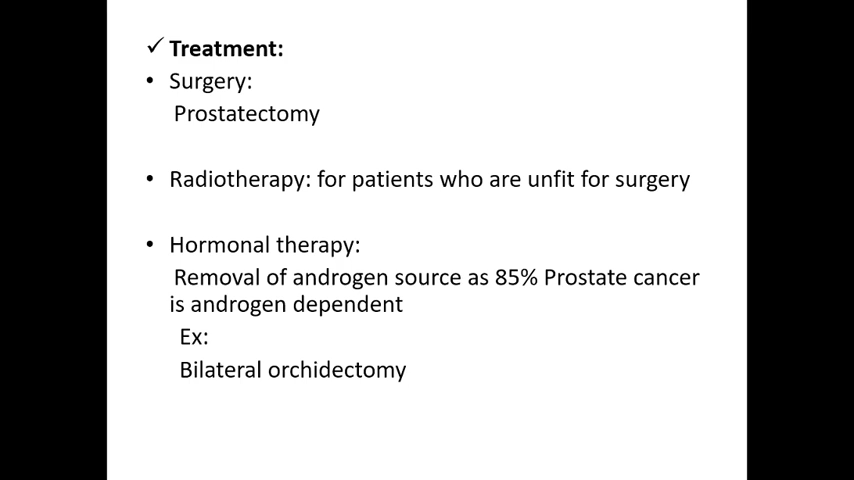 ✓ Treatment:
• Surgery:
Prostatectomy
• Radiotherapy: for patients who are unfit for surgery
• Hormonal therapy:
Removal of androgen source as 85% Prostate cancer
is androgen dependent
Ex:
Bilateral orchidectomy